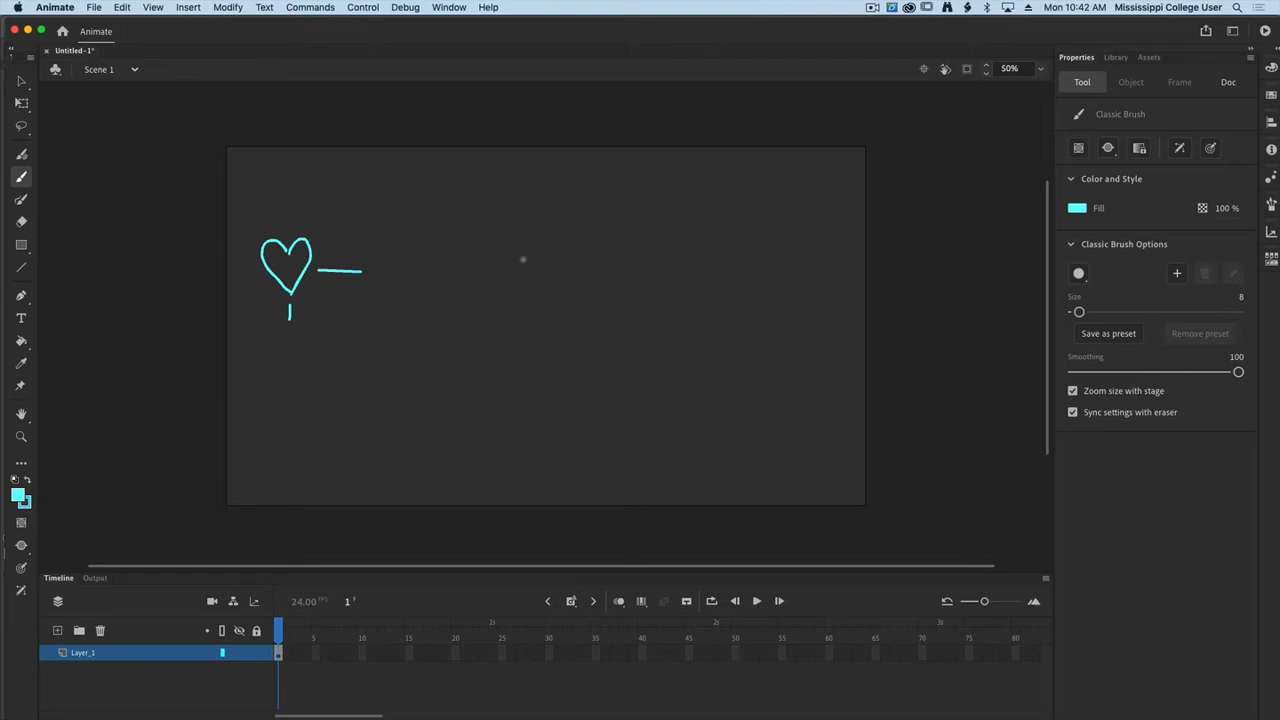 Animate File Edit View Insert Modify Text Commands Control Debug Window Help Mon 10:42 AM Mississippi College User
Animate
Untitled-1*
Scene 1 50%
Properties Library Assets
Tool Object Frame Doc
Classic Brush
Color and Style
Fill 100 %
Classic Brush Options
Size 8
Save as preset Remove preset
Smoothing 100
Zoom size with stage
Sync settings with eraser
Timeline Output
24.00 FPS 1 F
1s 2s 3s
5 10 15 20 25 30 35 40 45 50 55 60 65 70 75 80
Layer_1